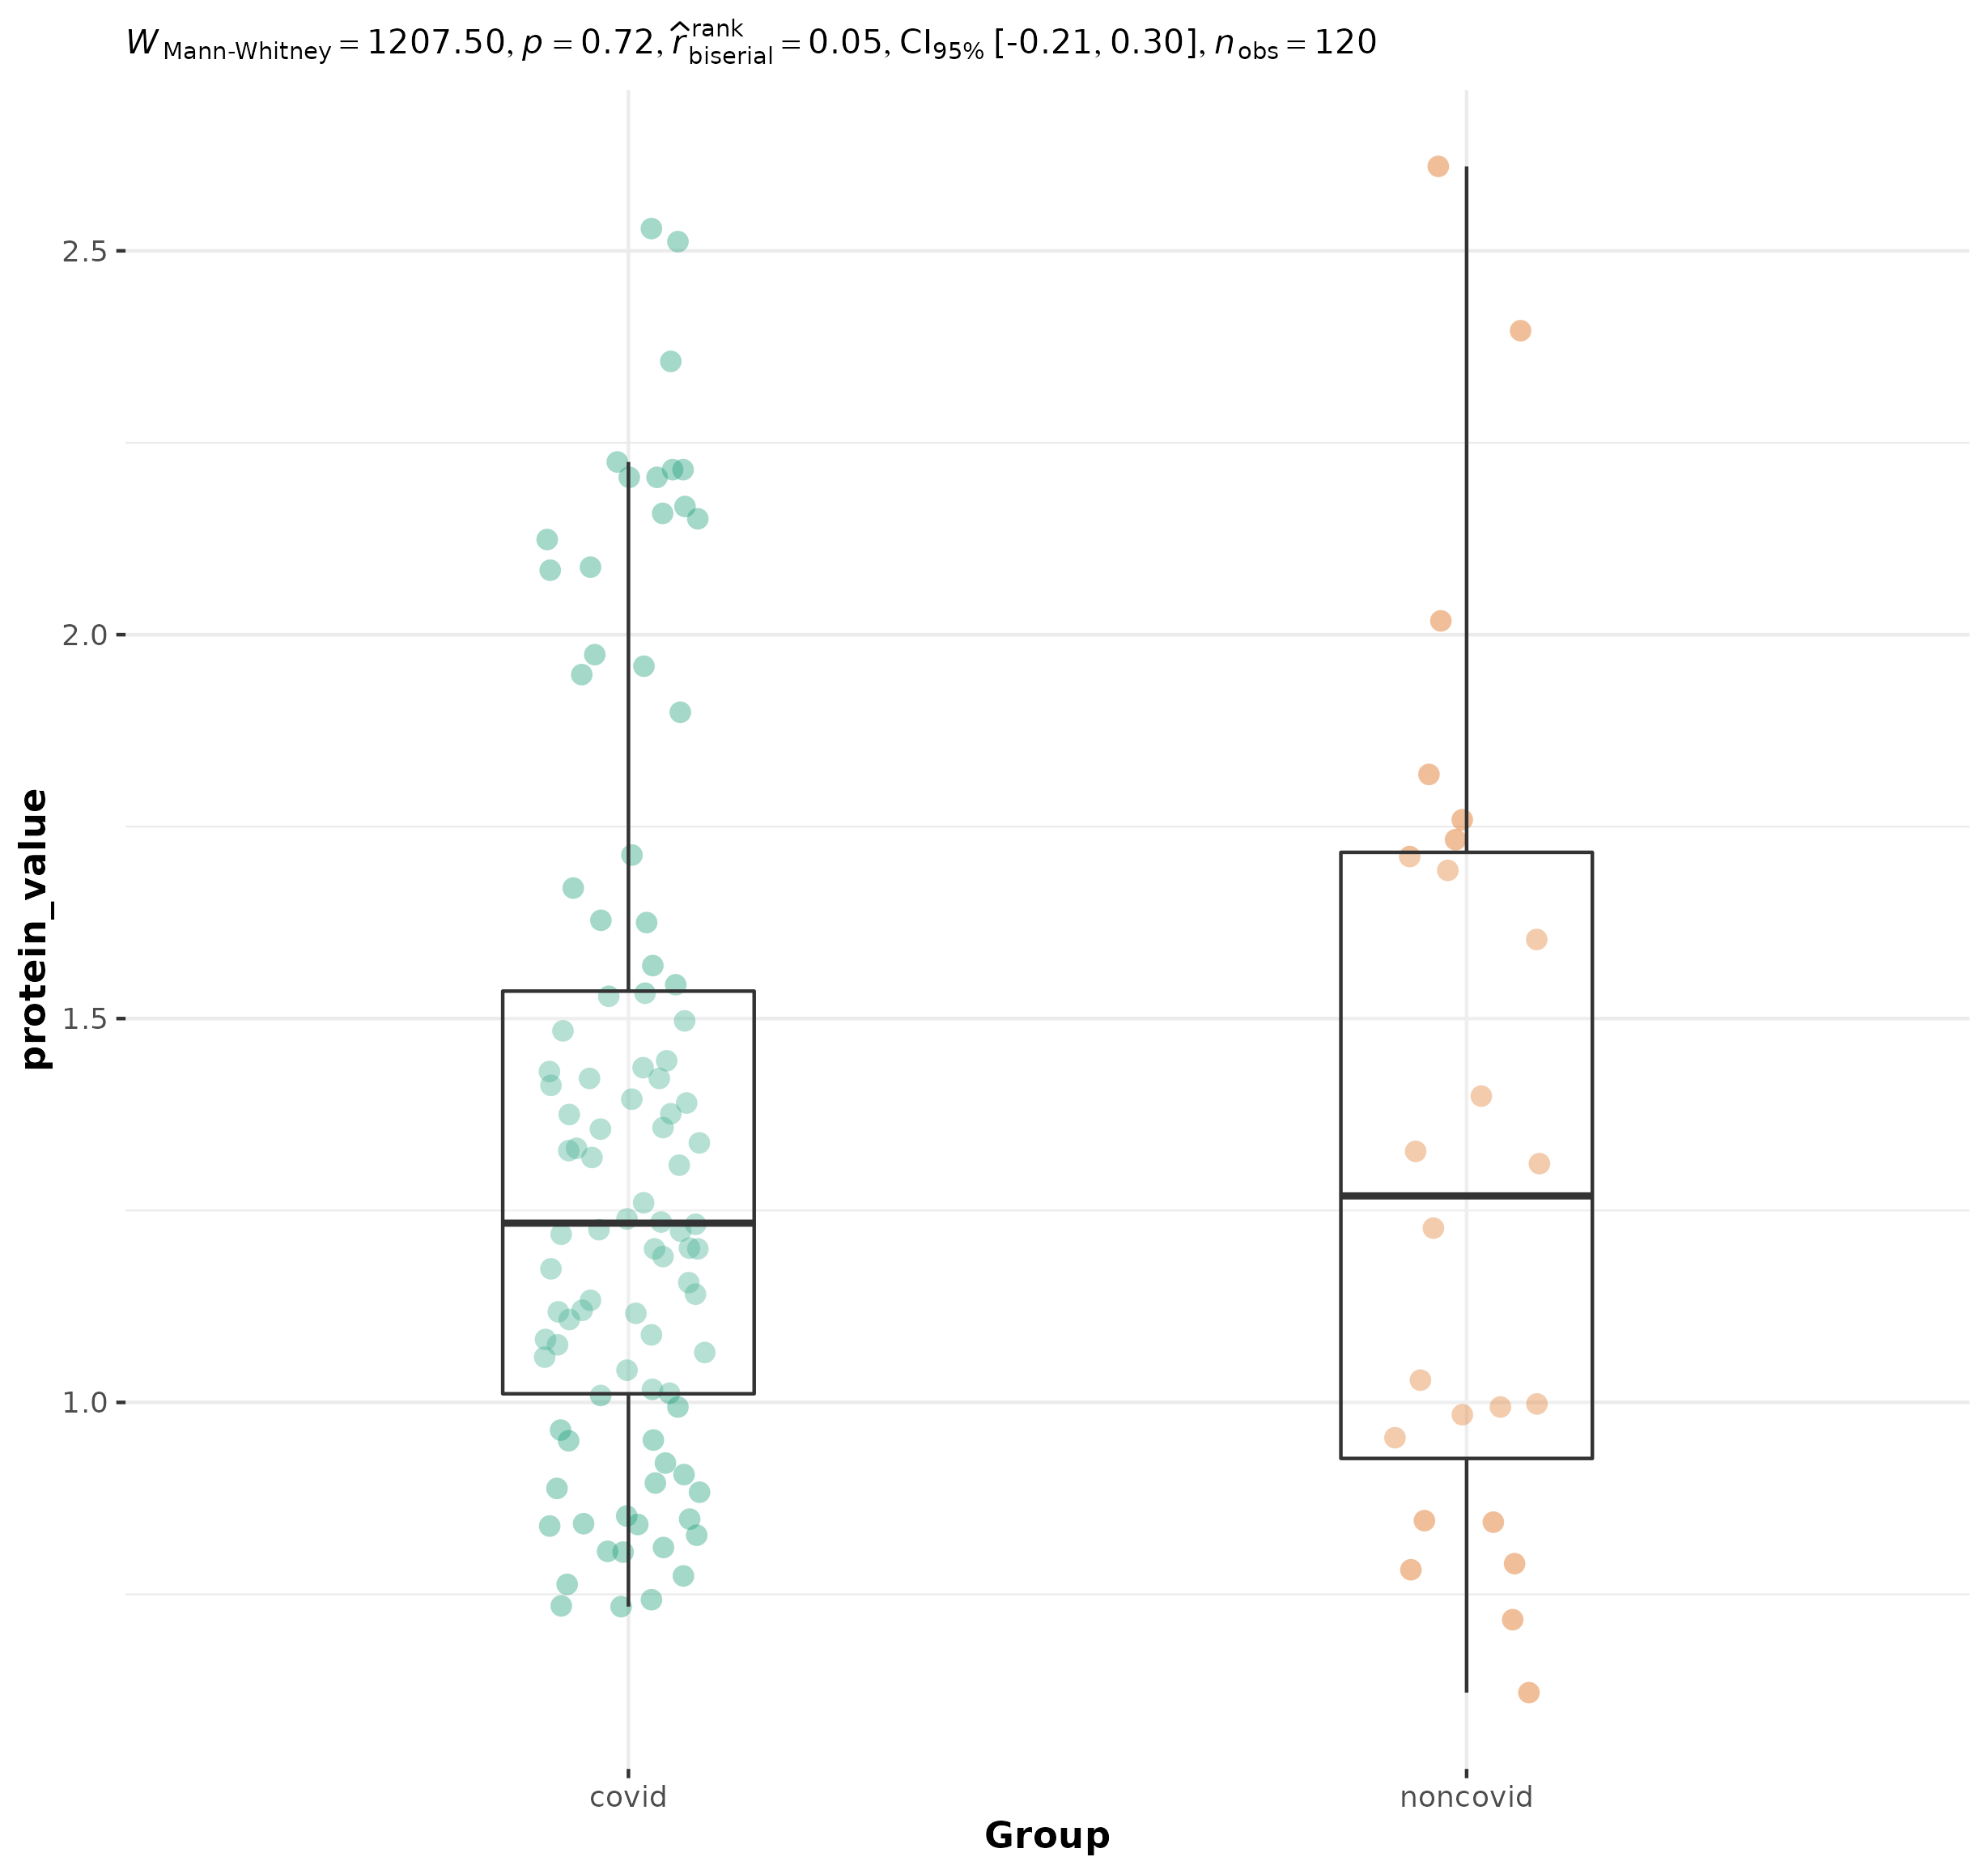 W Mann-Whitney = 1207.50, p = 0.72, r̂ rank biserial = 0.05, CI95% [-0.21, 0.30], n obs = 120
2.5
2.0
1.5
1.0
protein_value
covid noncovid
Group